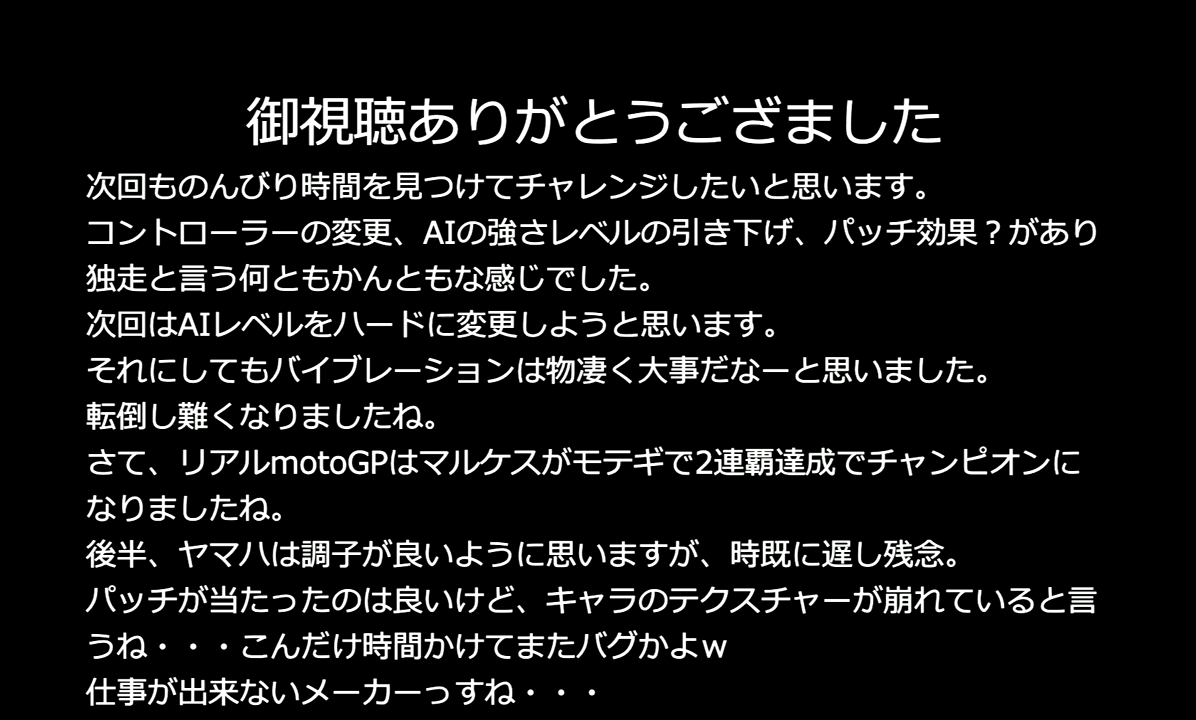 御視聴ありがとうござました
次回ものんびり時間を見つけてチャレンジしたいと思います。
コントローラーの変更、AIの強さレベルの引き下げ、パッチ効果？があり
独走と言う何ともかんともな感じでした。
次回はAIレベルをハードに変更しようと思います。
それにしてもバイブレーションは物凄く大事だなーと思いました。
転倒し難くなりましたね。
さて、リアルmotoGPはマルケスがモテギで2連覇達成でチャンピオンに
なりましたね。
後半、ヤマハは調子が良いように思いますが、時既に遅し残念。
パッチが当たったのは良いけど、キャラのテクスチャーが崩れていると言
うね・・・こんだけ時間かけてまたバグかよｗ
仕事が出来ないメーカーっすね・・・